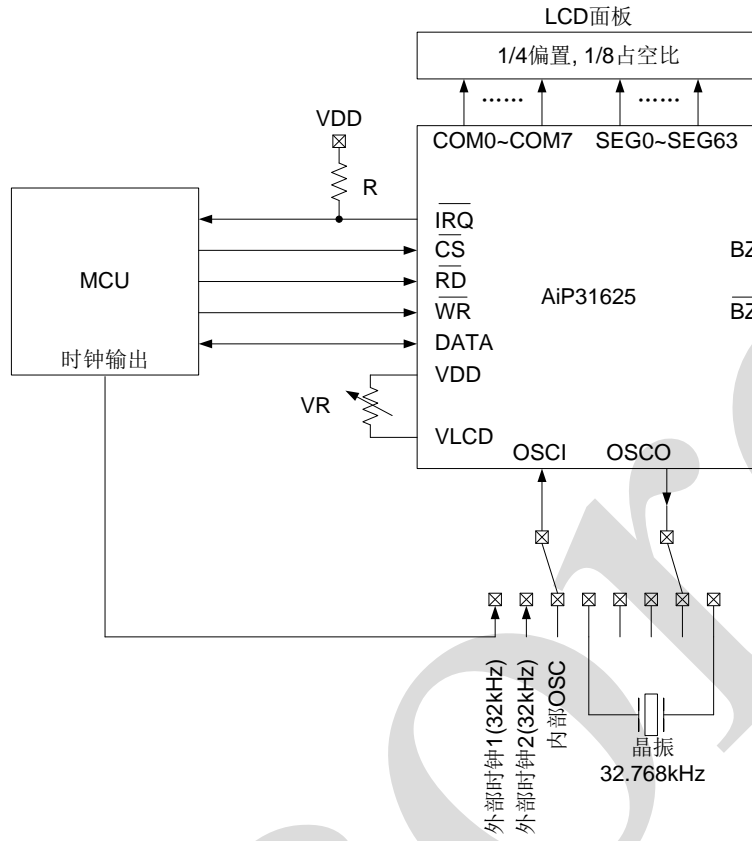 LCD面板
1/4偏置, 1/8占空比
······ ······
VDD
COM0~COM7 SEG0~SEG63
R
IRQ
CS
BZ
MCU
RD
AiP31625
WR
BZ
DATA
时钟输出
VDD
VR
VLCD
OSCI OSCO
外部时钟1(32kHz)
外部时钟2(32kHz)
内部OSC
晶振
32.768kHz